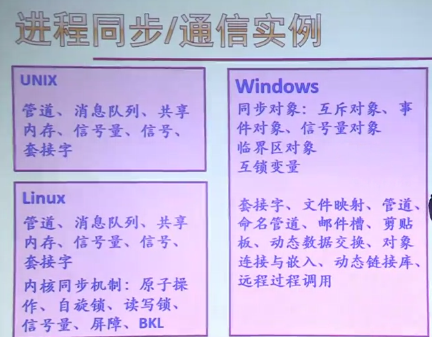 进程同步/通信实例
UNIX
管道、消息队列、共享
内存、信号量、信号、
套接字
Linux
管道、消息队列、共享
内存、信号量、信号、
套接字
内核同步机制：原子操
作、自旋锁、读写锁、
信号量、屏障、BKL
Windows
同步对象：互斥对象、事
件对象、信号量对象
临界区对象
互锁变量
套接字、文件映射、管道、
命名管道、邮件槽、剪贴
板、动态数据交换、对象
连接与嵌入、动态链接库、
远程过程调用